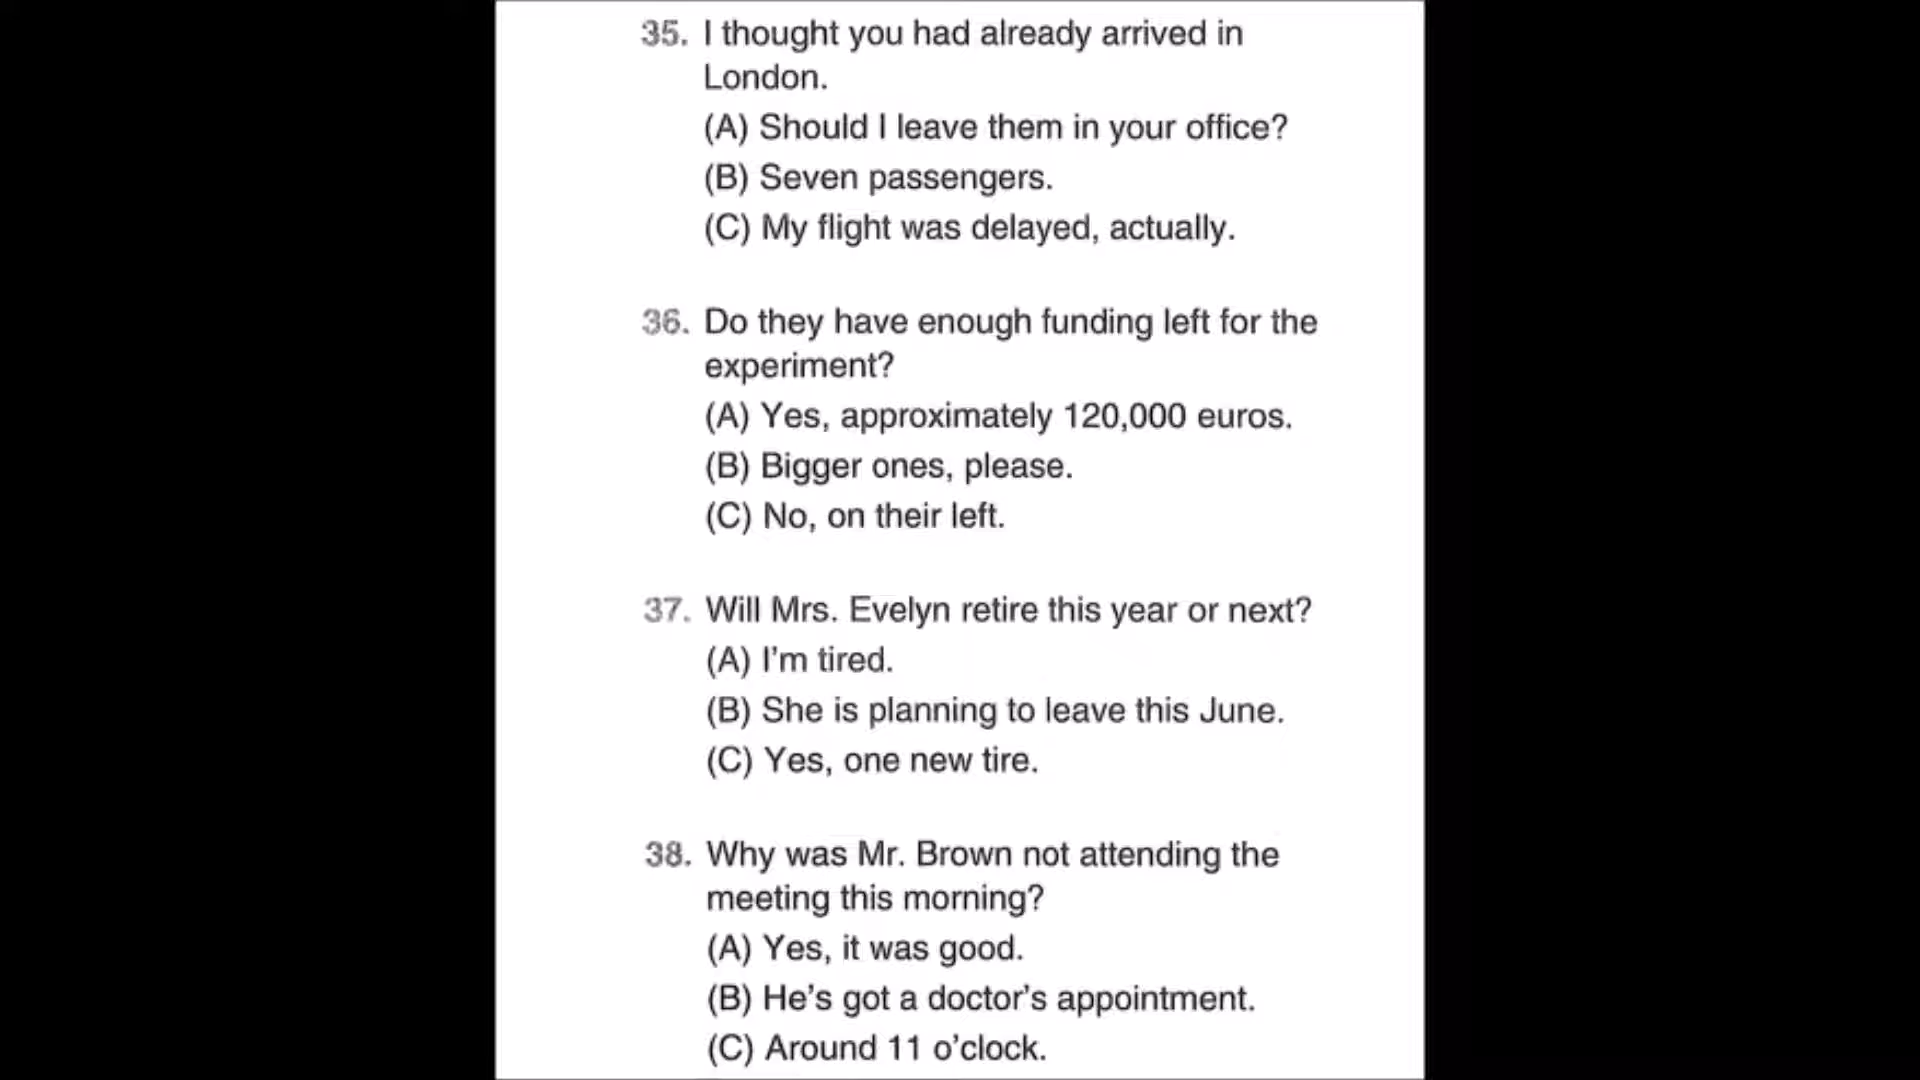 35. I thought you had already arrived in
London.
(A) Should I leave them in your office?
(B) Seven passengers.
(C) My flight was delayed, actually.
36. Do they have enough funding left for the
experiment?
(A) Yes, approximately 120,000 euros.
(B) Bigger ones, please.
(C) No, on their left.
37. Will Mrs. Evelyn retire this year or next?
(A) I'm tired.
(B) She is planning to leave this June.
(C) Yes, one new tire.
38. Why was Mr. Brown not attending the
meeting this morning?
(A) Yes, it was good.
(B) He's got a doctor's appointment.
(C) Around 11 o'clock.